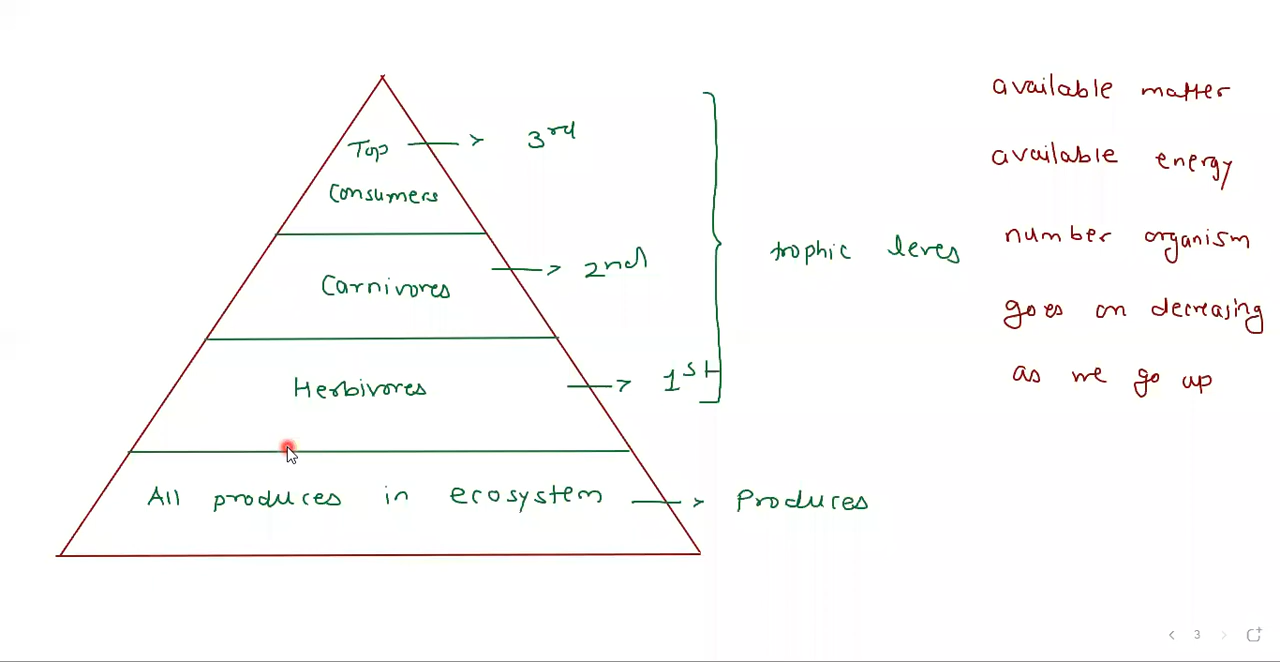 Top
Consumers
3rd
Carnivores
2nd
Herbivores
1st
All produces in ecosystem
Produces
trophic leves
available matter
available energy
number organism
goes on decreasing
as we go up
3